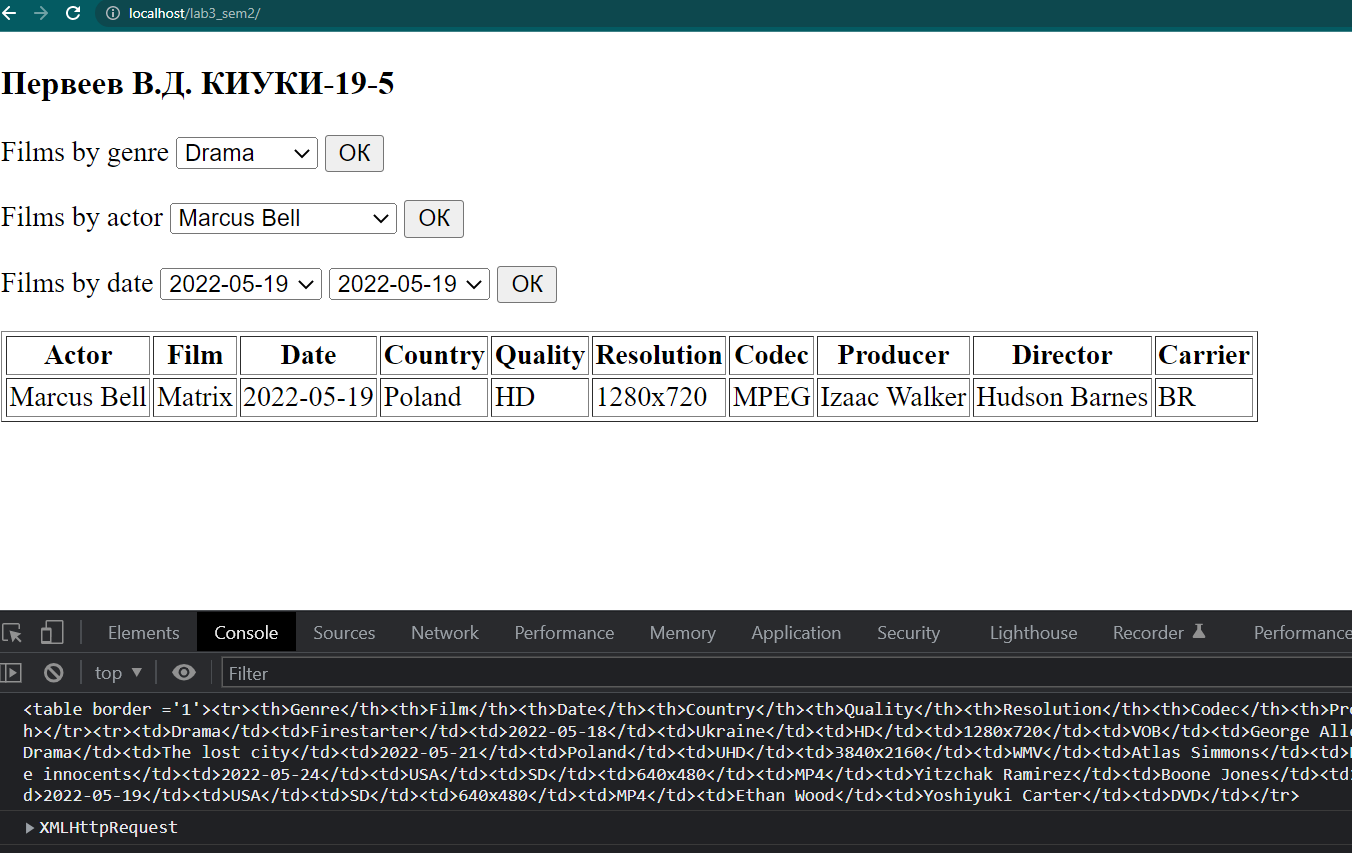 localhost/lab3_sem2/
Первеев В.Д. КИУКИ-19-5
Films by genre Drama OK
Films by actor Marcus Bell OK
Films by date 2022-05-19 2022-05-19 OK
Actor Film Date Country Quality Resolution Codec Producer Director Carrier
Marcus Bell Matrix 2022-05-19 Poland HD 1280x720 MPEG Izaac Walker Hudson Barnes BR
Elements Console Sources Network Performance Memory Application Security Lighthouse Recorder Performance
top Filter
<table border ='1'><tr><th>Genre</th><th>Film</th><th>Date</th><th>Country</th><th>Quality</th><th>Resolution</th><th>Codec</th><th>Pro
h></tr><tr><td>Drama</td><td>Firestarter</td><td>2022-05-18</td><td>Ukraine</td><td>HD</td><td>1280x720</td><td>VOB</td><td>George All
Drama</td><td>The lost city</td><td>2022-05-21</td><td>Poland</td><td>UHD</td><td>3840x2160</td><td>WMV</td><td>Atlas Simmons</td><td>
e innocents</td><td>2022-05-24</td><td>USA</td><td>SD</td><td>640x480</td><td>MP4</td><td>Yitzchak Ramirez</td><td>Boone Jones</td><td>
d>2022-05-19</td><td>USA</td><td>SD</td><td>640x480</td><td>MP4</td><td>Ethan Wood</td><td>Yoshiyuki Carter</td><td>DVD</td></tr>
XMLHttpRequest